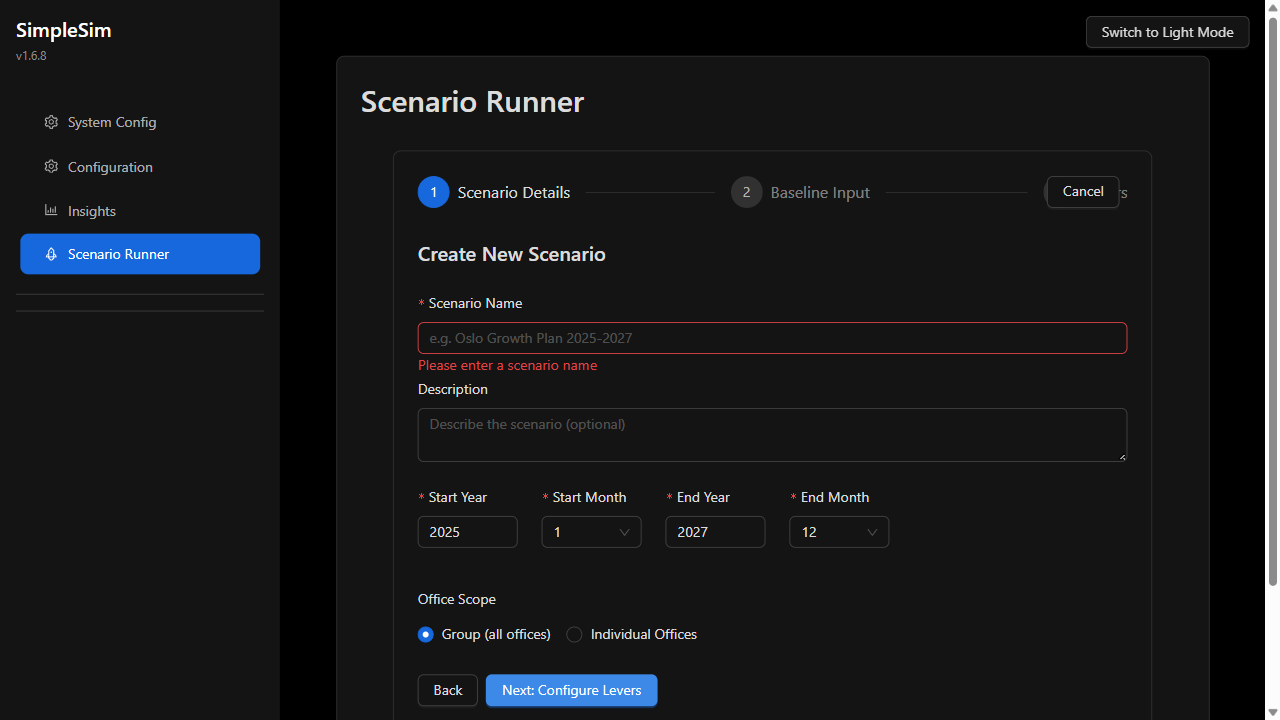 SimpleSim
v1.6.8
Switch to Light Mode
System Config
Configuration
Insights
Scenario Runner
Scenario Runner
1 Scenario Details
2 Baseline Input
Cancel
Create New Scenario
* Scenario Name
e.g. Oslo Growth Plan 2025-2027
Please enter a scenario name
Description
Describe the scenario (optional)
* Start Year * Start Month * End Year * End Month
2025 1 2027 12
Office Scope
Group (all offices) Individual Offices
Back Next: Configure Levers